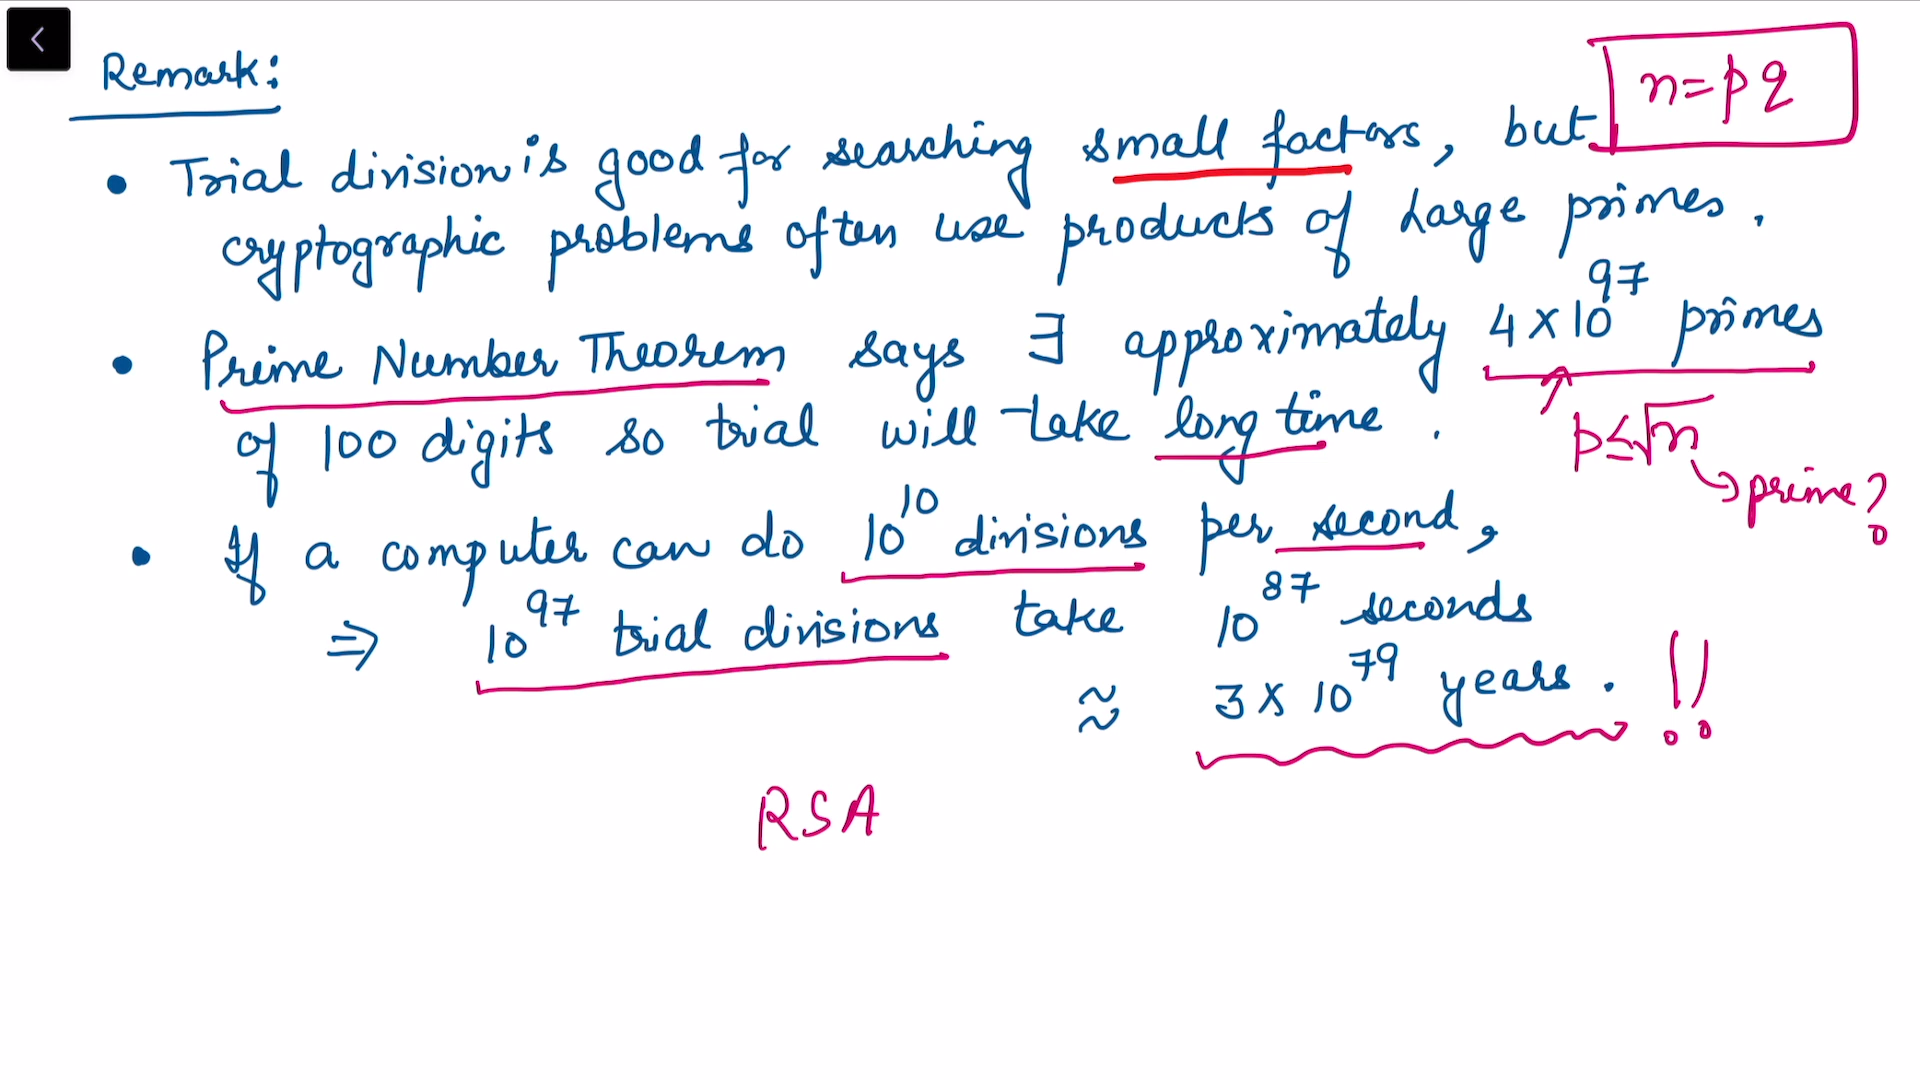 Remark:
n=pq
• Trial division is good for searching small factors, but
cryptographic problems often use products of large primes.
• Prime Number Theorem says ∃ approximately 4×10^97 primes
of 100 digits so trial will take long time.
p≤√n
→prime?
• If a computer can do 10^10 divisions per second,
⇒ 10^97 trial divisions take 10^87 seconds
≈ 3×10^79 years. !!
RSA